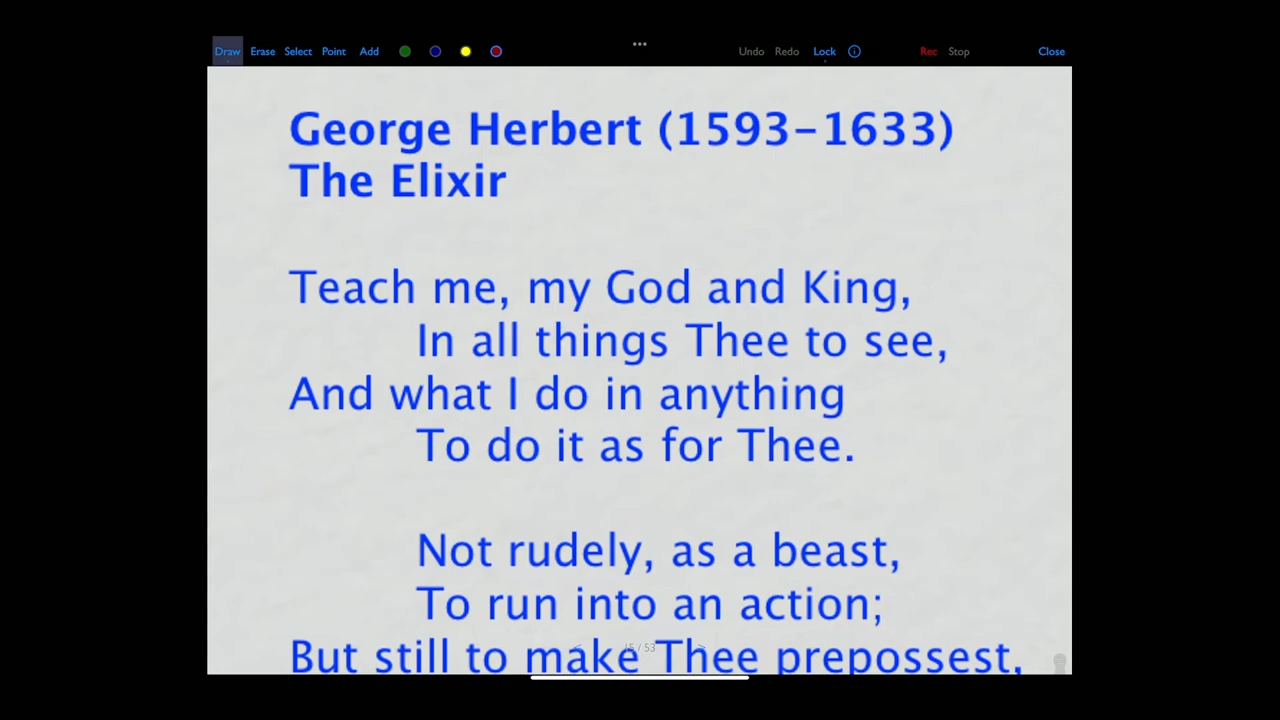 Draw Erase Select Point Add ••• Undo Redo Lock Rec Stop Close
George Herbert (1593–1633)
The Elixir
Teach me, my God and King,
In all things Thee to see,
And what I do in anything
To do it as for Thee.
Not rudely, as a beast,
To run into an action;
But still to make Thee prepossest,
< 15 / 53 >